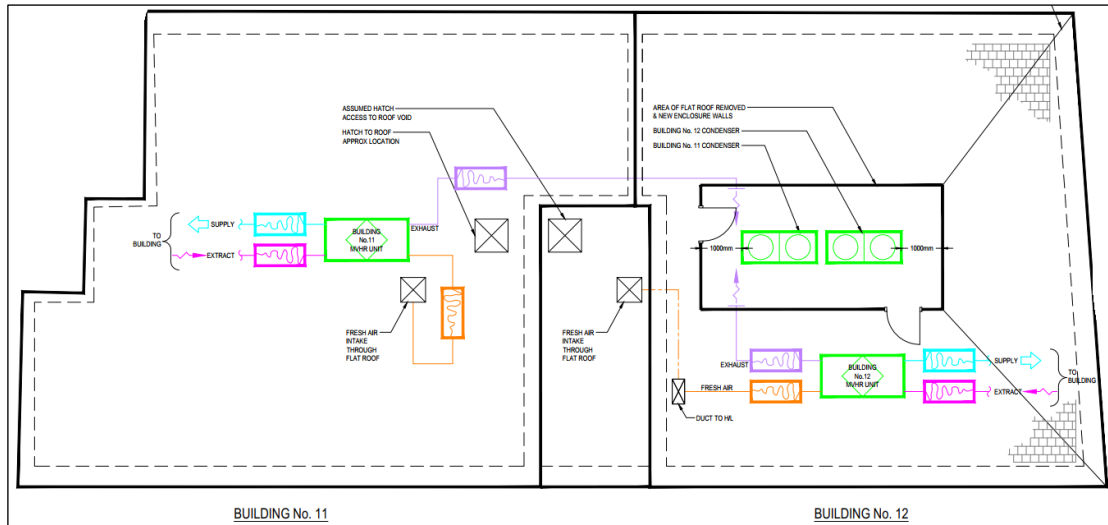 ASSUMED HATCH
ACCESS TO ROOF VOID
HATCH TO ROOF
APPROX LOCATION
AREA OF FLAT ROOF REMOVED
& NEW ENCLOSURE WALLS
BUILDING No. 12 CONDENSER
BUILDING No. 11 CONDENSER
TO
BUILDING
SUPPLY
EXTRACT
BUILDING
No.11
MVHR UNIT
EXHAUST
1000mm
1000mm
FRESH AIR
INTAKE
THROUGH
FLAT ROOF
FRESH AIR
INTAKE
THROUGH
FLAT ROOF
EXHAUST
FRESH AIR
DUCT TO H/L
BUILDING
No.12
MVHR UNIT
SUPPLY
EXTRACT
TO
BUILDING
BUILDING No. 11
BUILDING No. 12